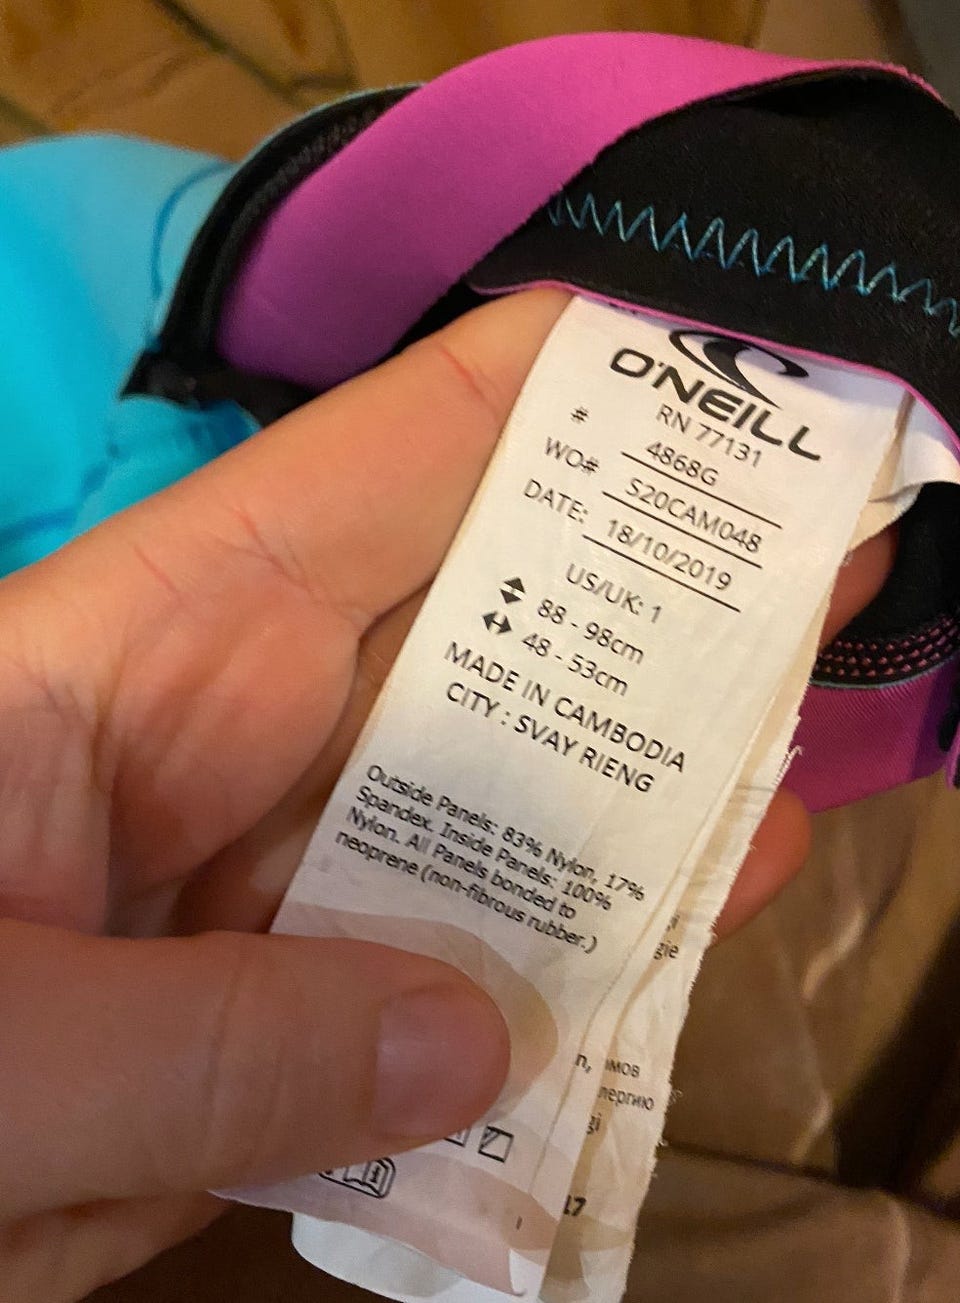 O'NEILL
RN 77131
# 4868G
WO# S20CAM048
DATE: 18/10/2019
US/UK: 1
88 - 98cm
48 - 53cm
MADE IN CAMBODIA
CITY : SVAY RIENG
Outside Panels: 83% Nylon, 17%
Spandex. Inside Panels: 100%
Nylon. All Panels bonded to
neoprene (non-fibrous rubber.)